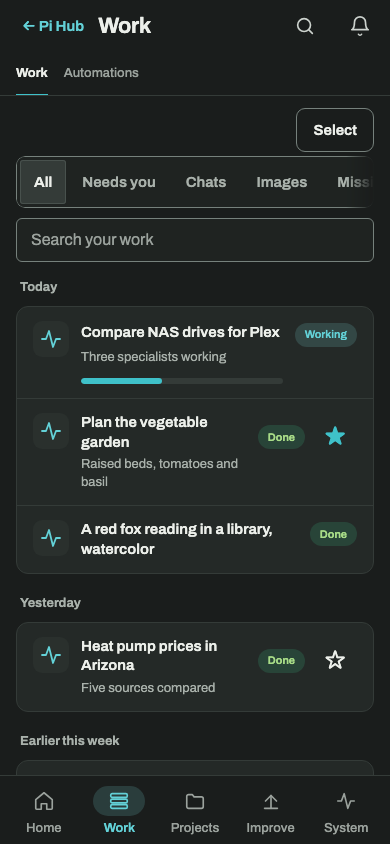 ← Pi Hub Work
Work Automations
Select
All Needs you Chats Images
Search your work
Today
Compare NAS drives for Plex Working
Three specialists working
Plan the vegetable
garden
Done
Raised beds, tomatoes and
basil
A red fox reading in a library,
watercolor
Done
Yesterday
Heat pump prices in
Arizona
Done
Five sources compared
Earlier this week
Home Work Projects Improve System